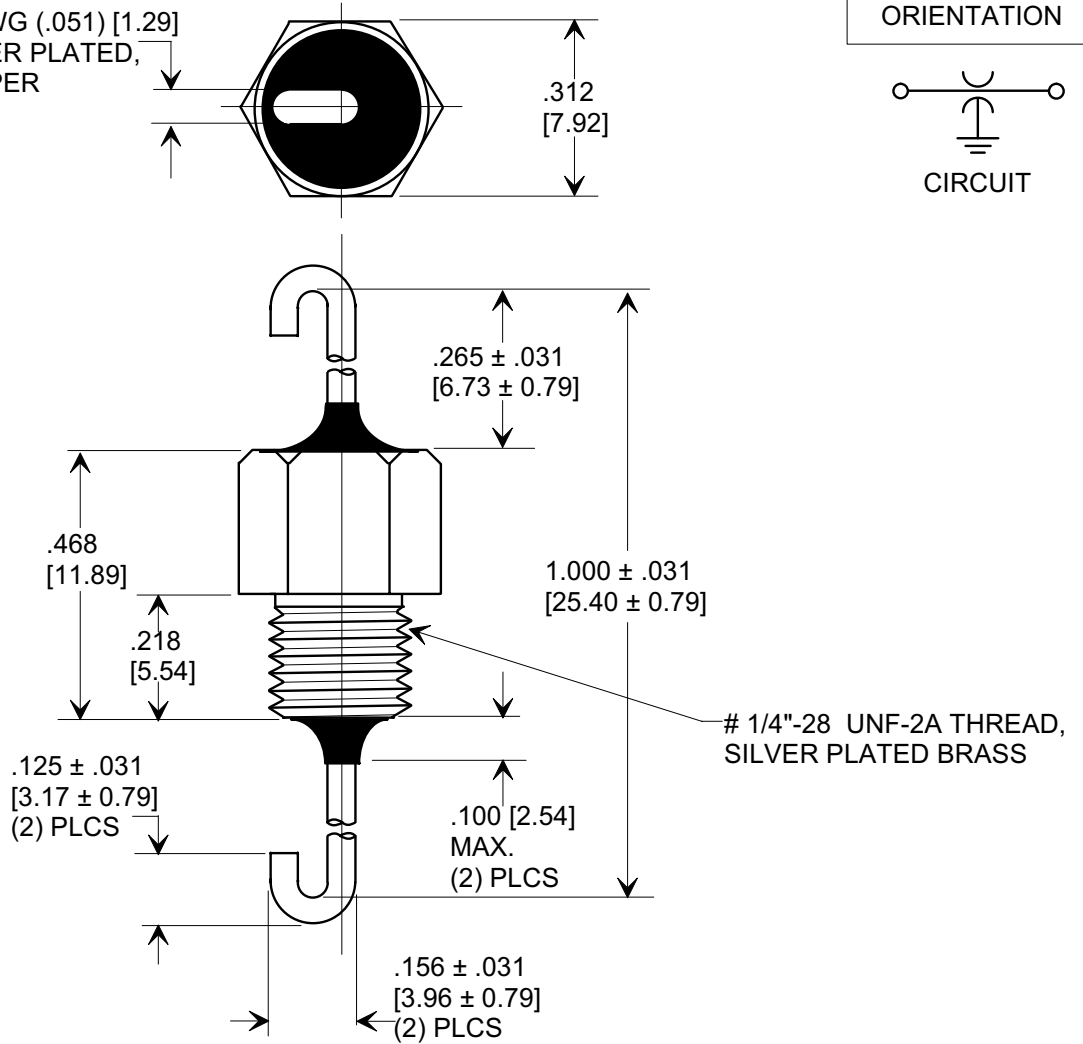 (.051) [1.29]
PLATED,
ORIENTATION
.312
[7.92]
CIRCUIT
.265 ± .031
[6.73 ± 0.79]
.468
[11.89]
1.000 ± .031
[25.40 ± 0.79]
.218
[5.54]
# 1/4"-28 UNF-2A THREAD,
SILVER PLATED BRASS
.125 ± .031
[3.17 ± 0.79]
(2) PLCS
.100 [2.54]
MAX.
(2) PLCS
.156 ± .031
[3.96 ± 0.79]
(2) PLCS